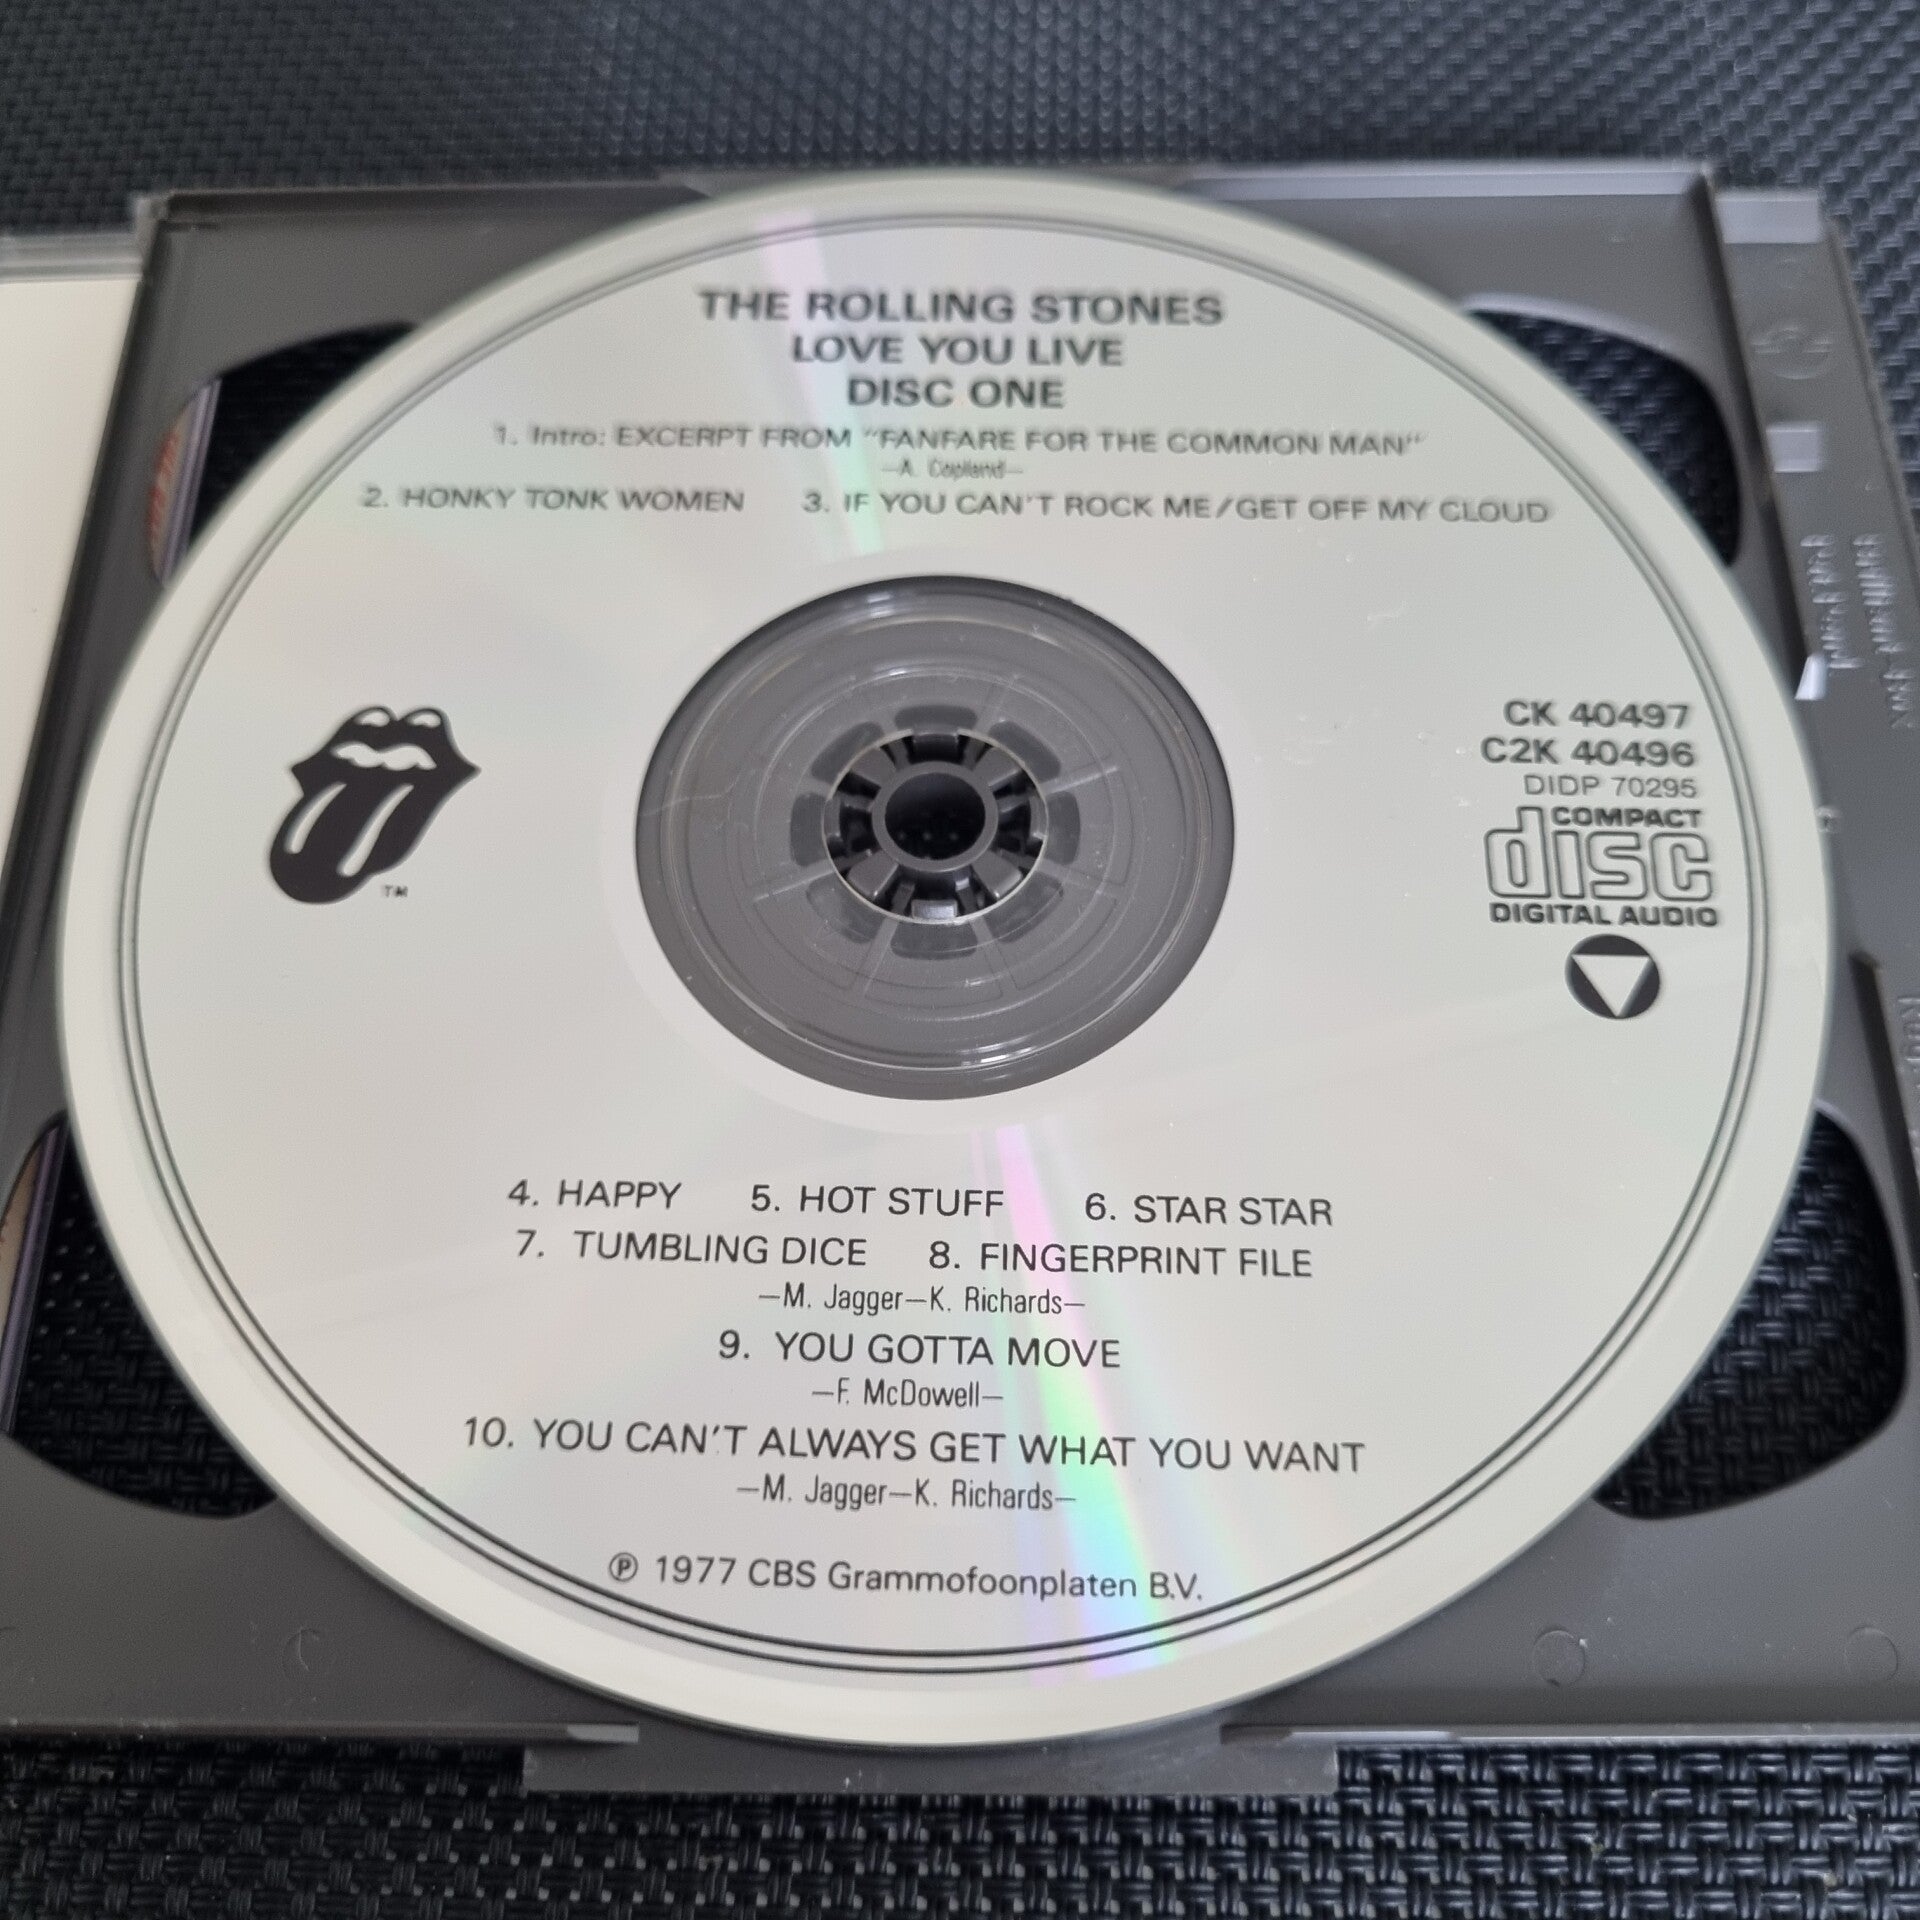 THE ROLLING STONES
LOVE YOU LIVE
DISC ONE
1. Intro: EXCERPT FROM "FANFARE FOR THE COMMON MAN"
—A. Copland—
2. HONKY TONK WOMEN 3. IF YOU CAN'T ROCK ME/GET OFF MY CLOUD
TM
CK 40497
C2K 40496
DIDP 70295
COMPACT
disc
DIGITAL AUDIO
4. HAPPY 5. HOT STUFF 6. STAR STAR
7. TUMBLING DICE 8. FINGERPRINT FILE
—M. Jagger—K. Richards—
9. YOU GOTTA MOVE
—F. McDowell—
10. YOU CAN'T ALWAYS GET WHAT YOU WANT
—M. Jagger—K. Richards—
℗ 1977 CBS Grammofoonplaten B.V.